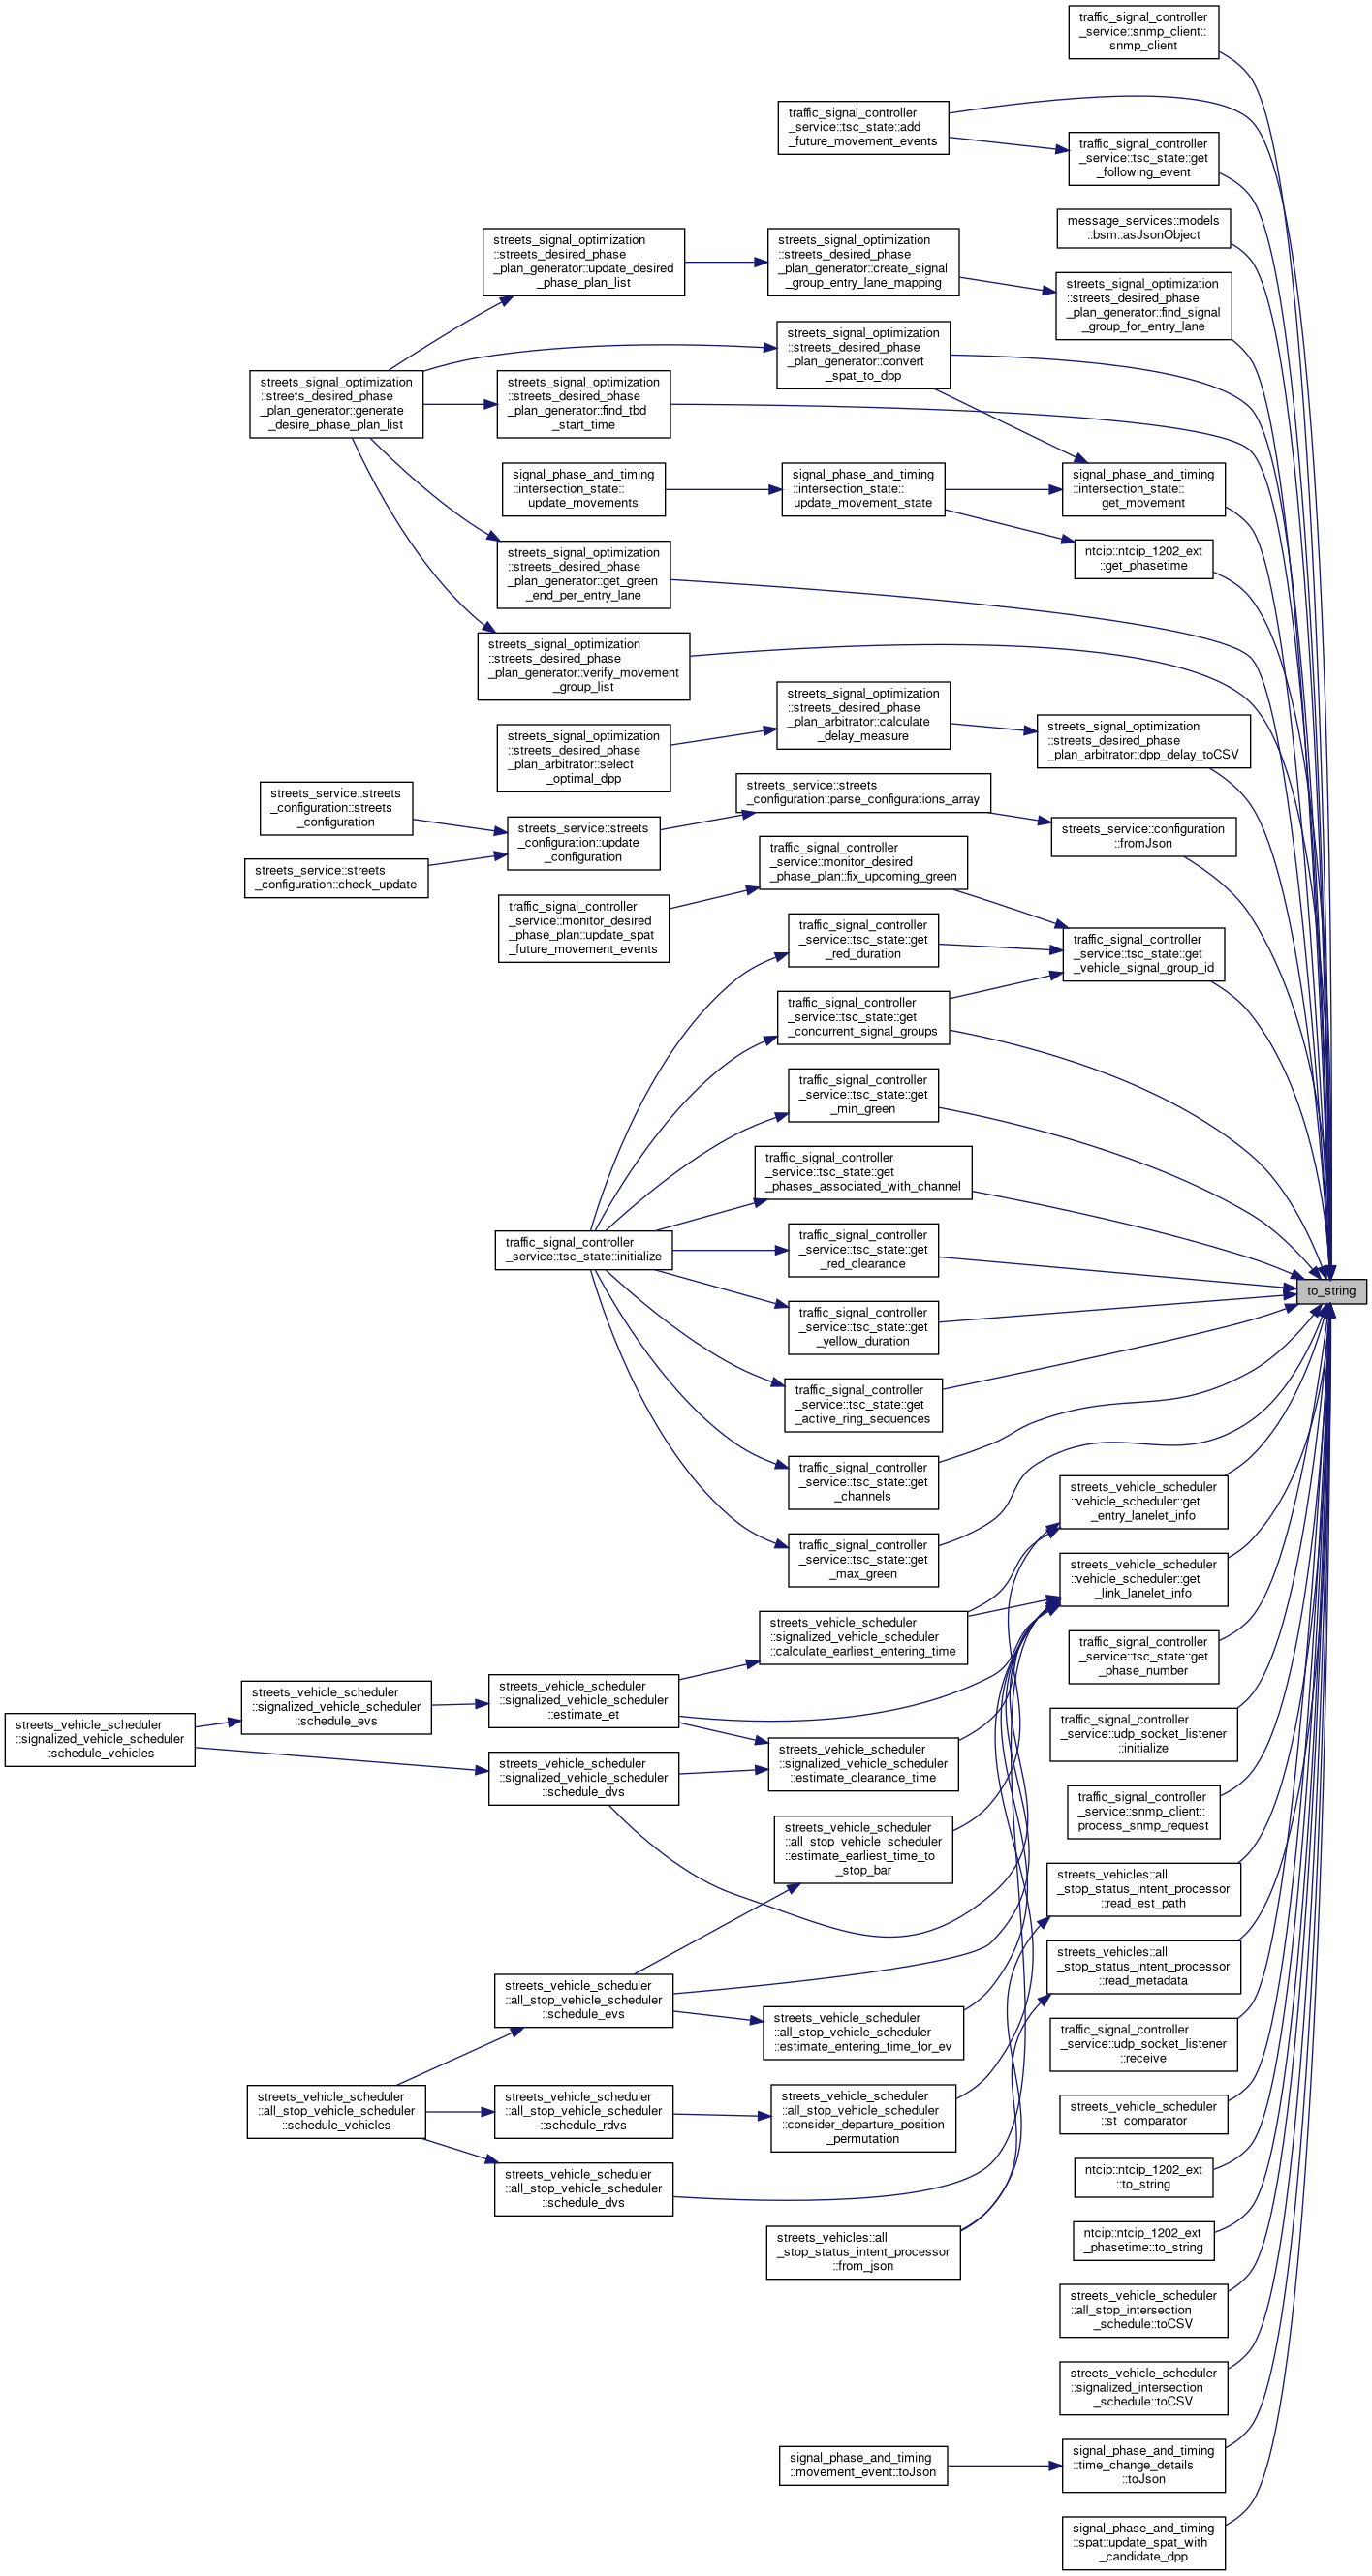 traffic_signal_controller
_service::snmp_client::
snmp_client
traffic_signal_controller
_service::tsc_state::add
_future_movement_events
traffic_signal_controller
_service::tsc_state::get
_following_event
message_services::models
::bsm::asJsonObject
streets_signal_optimization
::streets_desired_phase
_plan_generator::update_desired
_phase_plan_list
streets_signal_optimization
::streets_desired_phase
_plan_generator::create_signal
_group_entry_lane_mapping
streets_signal_optimization
::streets_desired_phase
_plan_generator::find_signal
_group_for_entry_lane
streets_signal_optimization
::streets_desired_phase
_plan_generator::convert
_spat_to_dpp
streets_signal_optimization
::streets_desired_phase
_plan_generator::generate
_desire_phase_plan_list
streets_signal_optimization
::streets_desired_phase
_plan_generator::find_tbd
_start_time
signal_phase_and_timing
::intersection_state::
update_movements
signal_phase_and_timing
::intersection_state::
update_movement_state
signal_phase_and_timing
::intersection_state::
get_movement
streets_signal_optimization
::streets_desired_phase
_plan_generator::get_green
_end_per_entry_lane
ntcip::ntcip_1202_ext
::get_phasetime
streets_signal_optimization
::streets_desired_phase
_plan_generator::verify_movement
_group_list
streets_signal_optimization
::streets_desired_phase
_plan_arbitrator::calculate
_delay_measure
streets_signal_optimization
::streets_desired_phase
_plan_arbitrator::dpp_delay_toCSV
streets_signal_optimization
::streets_desired_phase
_plan_arbitrator::select
_optimal_dpp
streets_service::streets
_configuration::streets
_configuration
streets_service::streets
_configuration::parse_configurations_array
streets_service::streets
_configuration::update
_configuration
streets_service::configuration
::fromJson
streets_service::streets
_configuration::check_update
traffic_signal_controller
_service::monitor_desired
_phase_plan::fix_upcoming_green
traffic_signal_controller
_service::monitor_desired
_phase_plan::update_spat
_future_movement_events
traffic_signal_controller
_service::tsc_state::get
_red_duration
traffic_signal_controller
_service::tsc_state::get
_vehicle_signal_group_id
traffic_signal_controller
_service::tsc_state::get
_concurrent_signal_groups
traffic_signal_controller
_service::tsc_state::get
_min_green
traffic_signal_controller
_service::tsc_state::get
_phases_associated_with_channel
traffic_signal_controller
_service::tsc_state::initialize
traffic_signal_controller
_service::tsc_state::get
_red_clearance
to_string
traffic_signal_controller
_service::tsc_state::get
_yellow_duration
traffic_signal_controller
_service::tsc_state::get
_active_ring_sequences
traffic_signal_controller
_service::tsc_state::get
_channels
streets_vehicle_scheduler
::vehicle_scheduler::get
_entry_lanelet_info
traffic_signal_controller
_service::tsc_state::get
_max_green
streets_vehicle_scheduler
::vehicle_scheduler::get
_link_lanelet_info
streets_vehicle_scheduler
::signalized_vehicle_scheduler
::calculate_earliest_entering_time
traffic_signal_controller
_service::tsc_state::get
_phase_number
streets_vehicle_scheduler
::signalized_vehicle_scheduler
::schedule_vehicles
streets_vehicle_scheduler
::signalized_vehicle_scheduler
::schedule_evs
streets_vehicle_scheduler
::signalized_vehicle_scheduler
::estimate_et
traffic_signal_controller
_service::udp_socket_listener
::initialize
streets_vehicle_scheduler
::signalized_vehicle_scheduler
::schedule_dvs
streets_vehicle_scheduler
::signalized_vehicle_scheduler
::estimate_clearance_time
traffic_signal_controller
_service::snmp_client::
process_snmp_request
streets_vehicle_scheduler
::all_stop_vehicle_scheduler
::estimate_earliest_time_to
_stop_bar
streets_vehicles::all
_stop_status_intent_processor
::read_est_path
streets_vehicles::all
_stop_status_intent_processor
::read_metadata
streets_vehicle_scheduler
::all_stop_vehicle_scheduler
::schedule_evs
streets_vehicle_scheduler
::all_stop_vehicle_scheduler
::estimate_entering_time_for_ev
traffic_signal_controller
_service::udp_socket_listener
::receive
streets_vehicle_scheduler
::all_stop_vehicle_scheduler
::schedule_vehicles
streets_vehicle_scheduler
::all_stop_vehicle_scheduler
::schedule_rdvs
streets_vehicle_scheduler
::all_stop_vehicle_scheduler
::consider_departure_position
_permutation
streets_vehicle_scheduler
::st_comparator
streets_vehicle_scheduler
::all_stop_vehicle_scheduler
::schedule_dvs
ntcip::ntcip_1202_ext
::to_string
streets_vehicles::all
_stop_status_intent_processor
::from_json
ntcip::ntcip_1202_ext
_phasetime::to_string
streets_vehicle_scheduler
::all_stop_intersection
_schedule::toCSV
streets_vehicle_scheduler
::signalized_intersection
_schedule::toCSV
signal_phase_and_timing
::movement_event::toJson
signal_phase_and_timing
::time_change_details
::toJson
signal_phase_and_timing
::spat::update_spat_with
_candidate_dpp